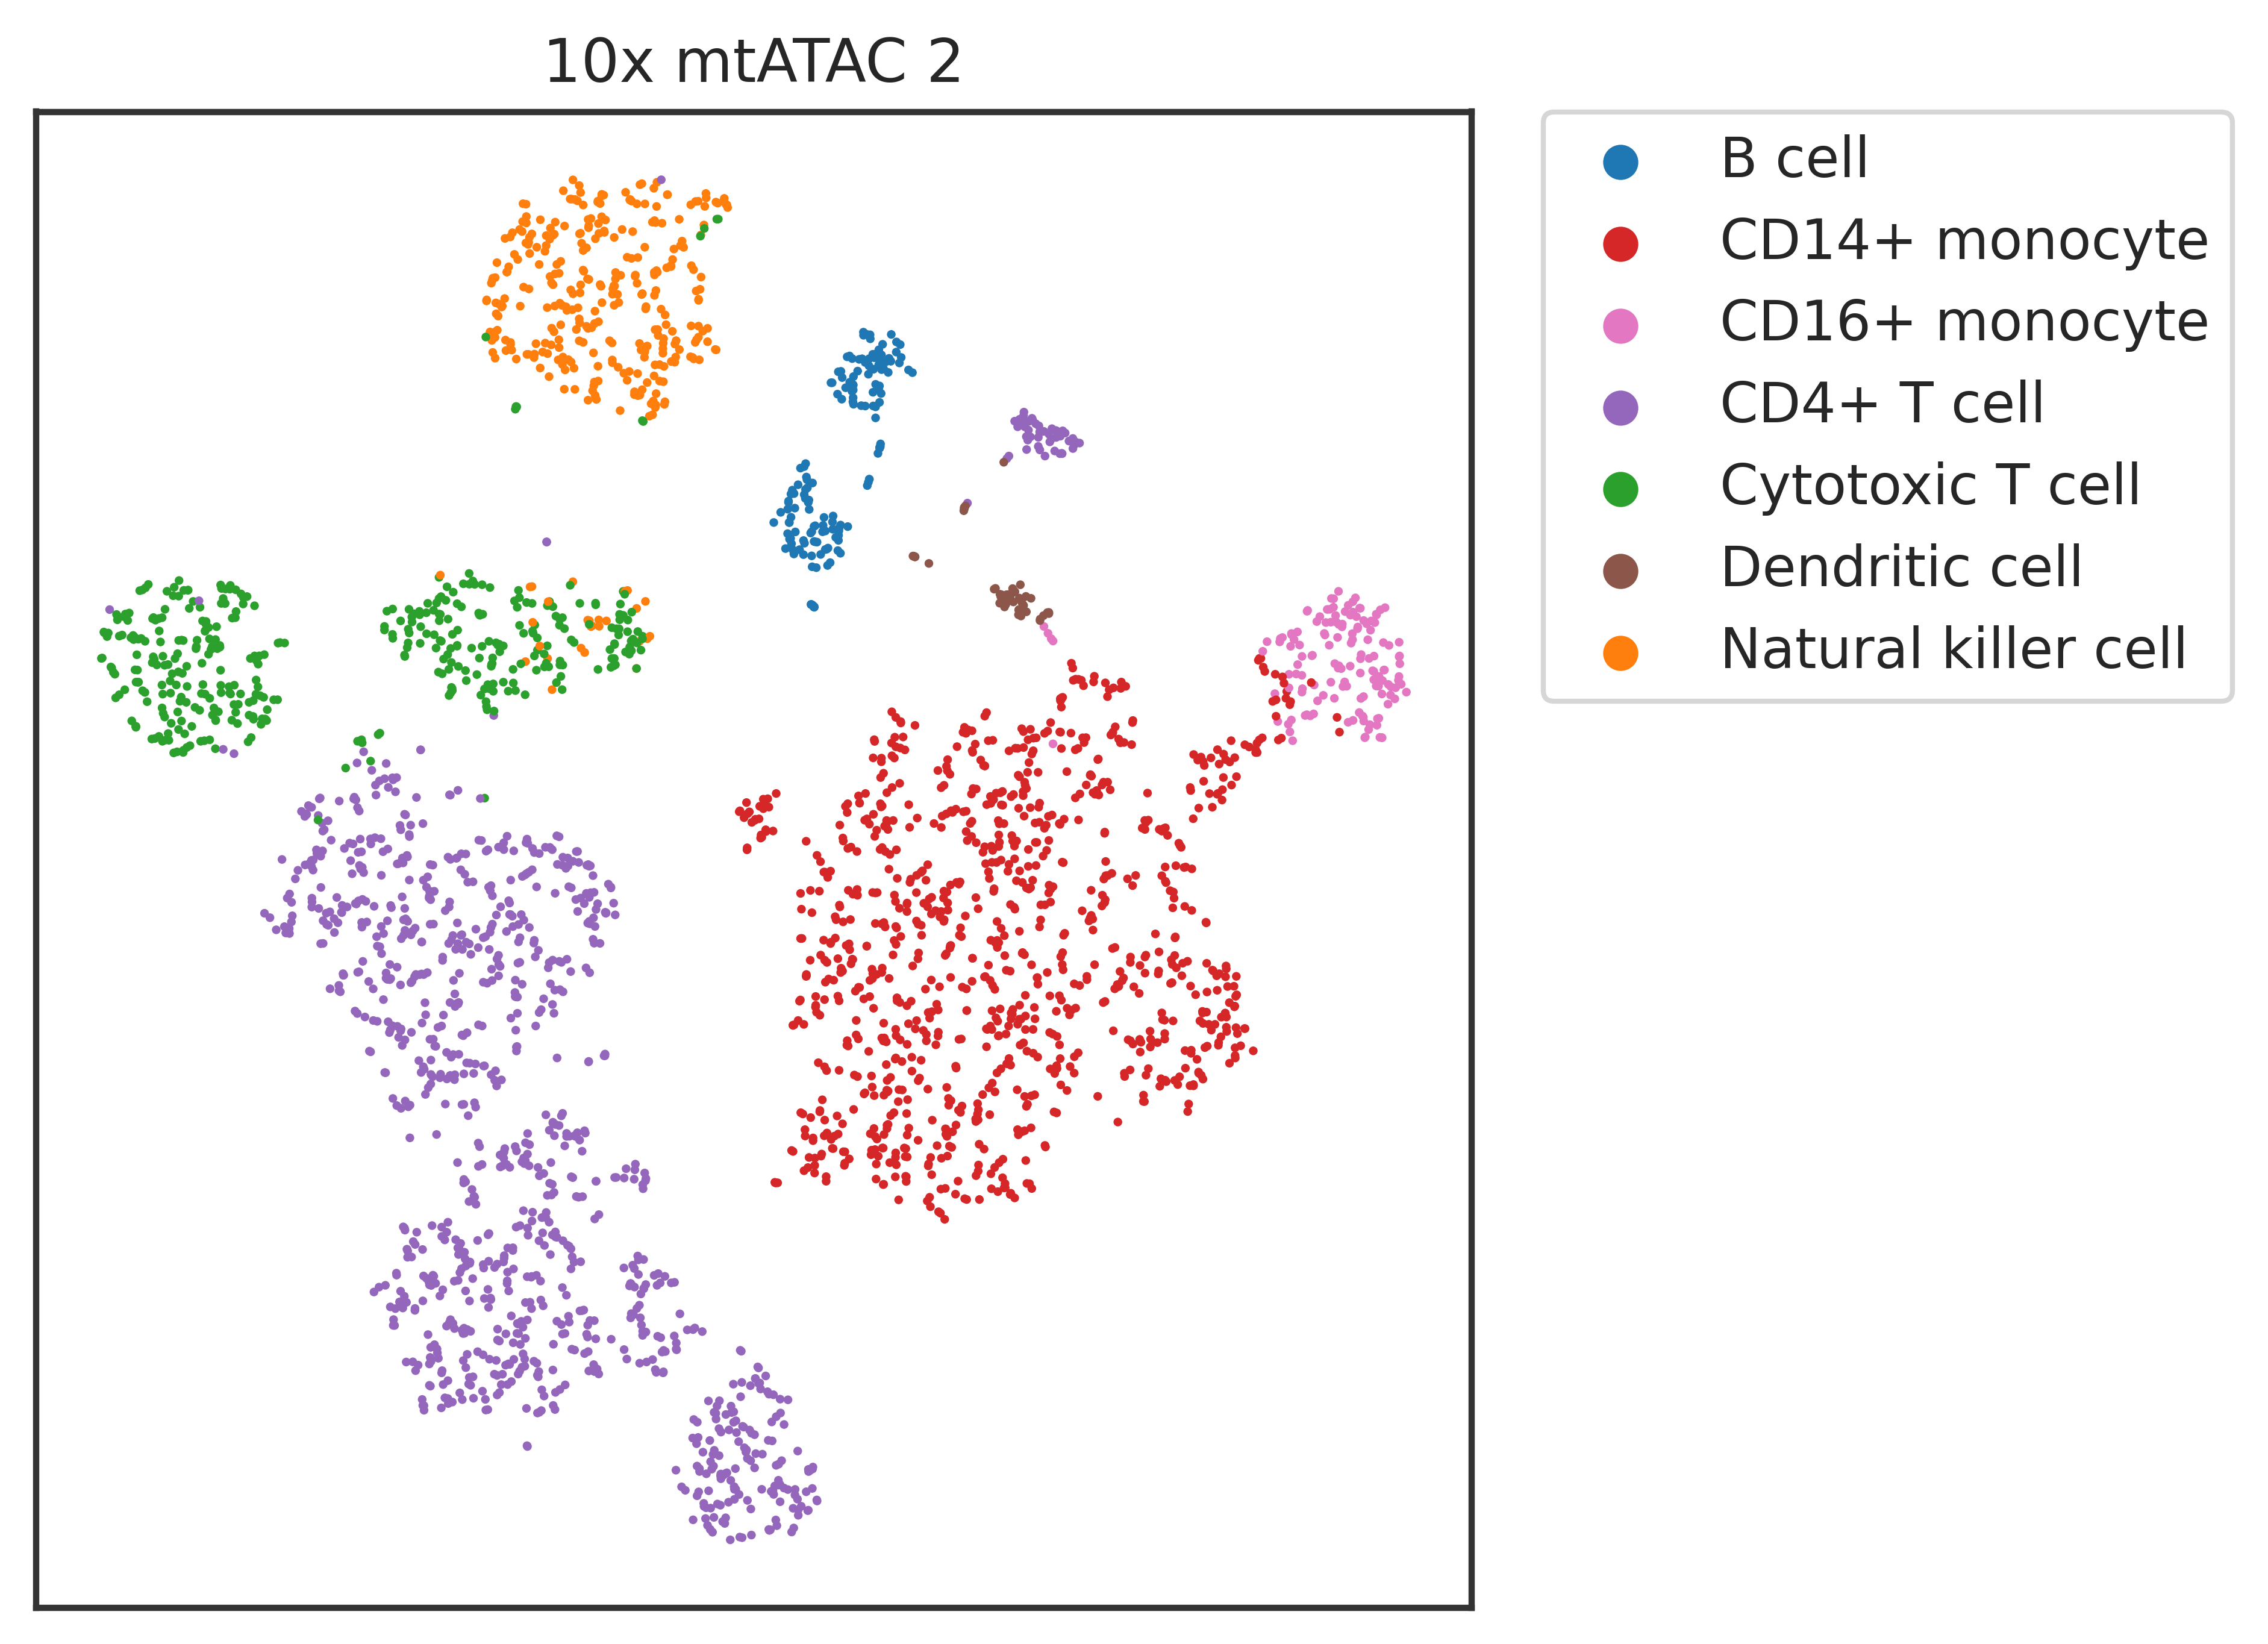 10x mtATAC 2
B cell
CD14+ monocyte
CD16+ monocyte
CD4+ T cell
Cytotoxic T cell
Dendritic cell
Natural killer cell